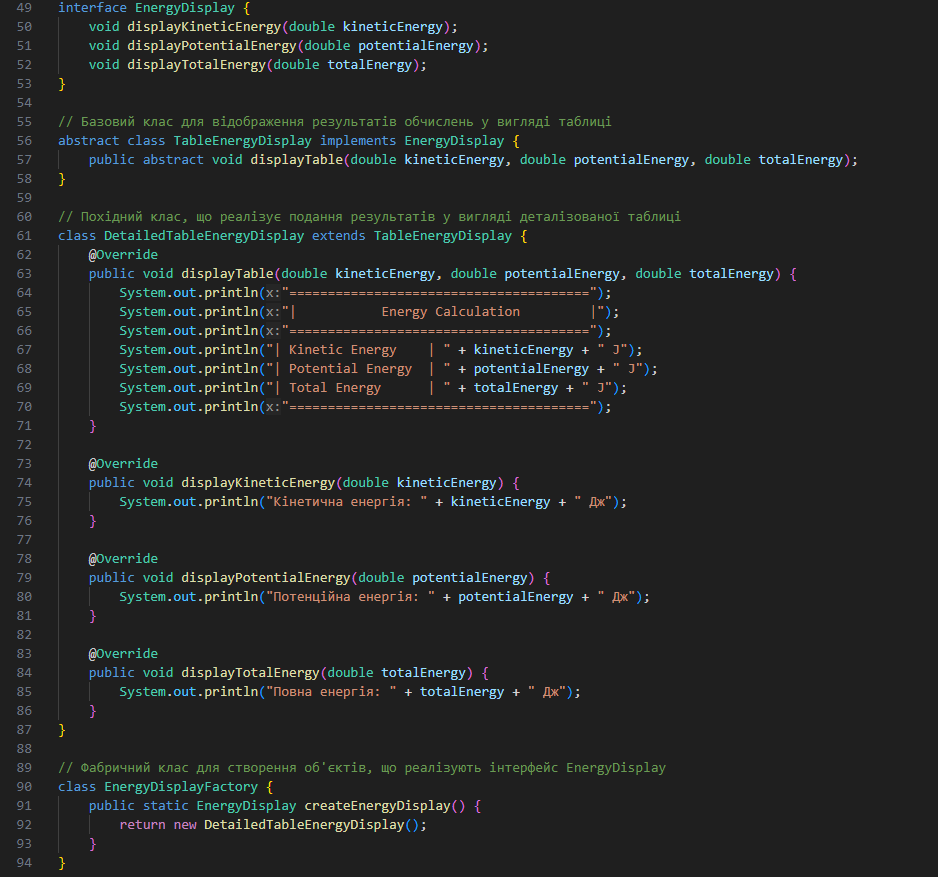 49 interface EnergyDisplay {
50     void displayKineticEnergy(double kineticEnergy);
51     void displayPotentialEnergy(double potentialEnergy);
52     void displayTotalEnergy(double totalEnergy);
53 }
54
55 // Базовий клас для відображення результатів обчислень у вигляді таблиці
56 abstract class TableEnergyDisplay implements EnergyDisplay {
57     public abstract void displayTable(double kineticEnergy, double potentialEnergy, double totalEnergy);
58 }
59
60 // Похідний клас, що реалізує подання результатів у вигляді деталізованої таблиці
61 class DetailedTableEnergyDisplay extends TableEnergyDisplay {
62     @Override
63     public void displayTable(double kineticEnergy, double potentialEnergy, double totalEnergy) {
64         System.out.println(x:"=======================================");
65         System.out.println(x:"|           Energy Calculation         |");
66         System.out.println(x:"=======================================");
67         System.out.println("| Kinetic Energy    | " + kineticEnergy + " J");
68         System.out.println("| Potential Energy  | " + potentialEnergy + " J");
69         System.out.println("| Total Energy      | " + totalEnergy + " J");
70         System.out.println(x:"=======================================");
71     }
72
73     @Override
74     public void displayKineticEnergy(double kineticEnergy) {
75         System.out.println("Кінетична енергія: " + kineticEnergy + " Дж");
76     }
77
78     @Override
79     public void displayPotentialEnergy(double potentialEnergy) {
80         System.out.println("Потенційна енергія: " + potentialEnergy + " Дж");
81     }
82
83     @Override
84     public void displayTotalEnergy(double totalEnergy) {
85         System.out.println("Повна енергія: " + totalEnergy + " Дж");
86     }
87 }
88
89 // Фабричний клас для створення об'єктів, що реалізують інтерфейс EnergyDisplay
90 class EnergyDisplayFactory {
91     public static EnergyDisplay createEnergyDisplay() {
92         return new DetailedTableEnergyDisplay();
93     }
94 }